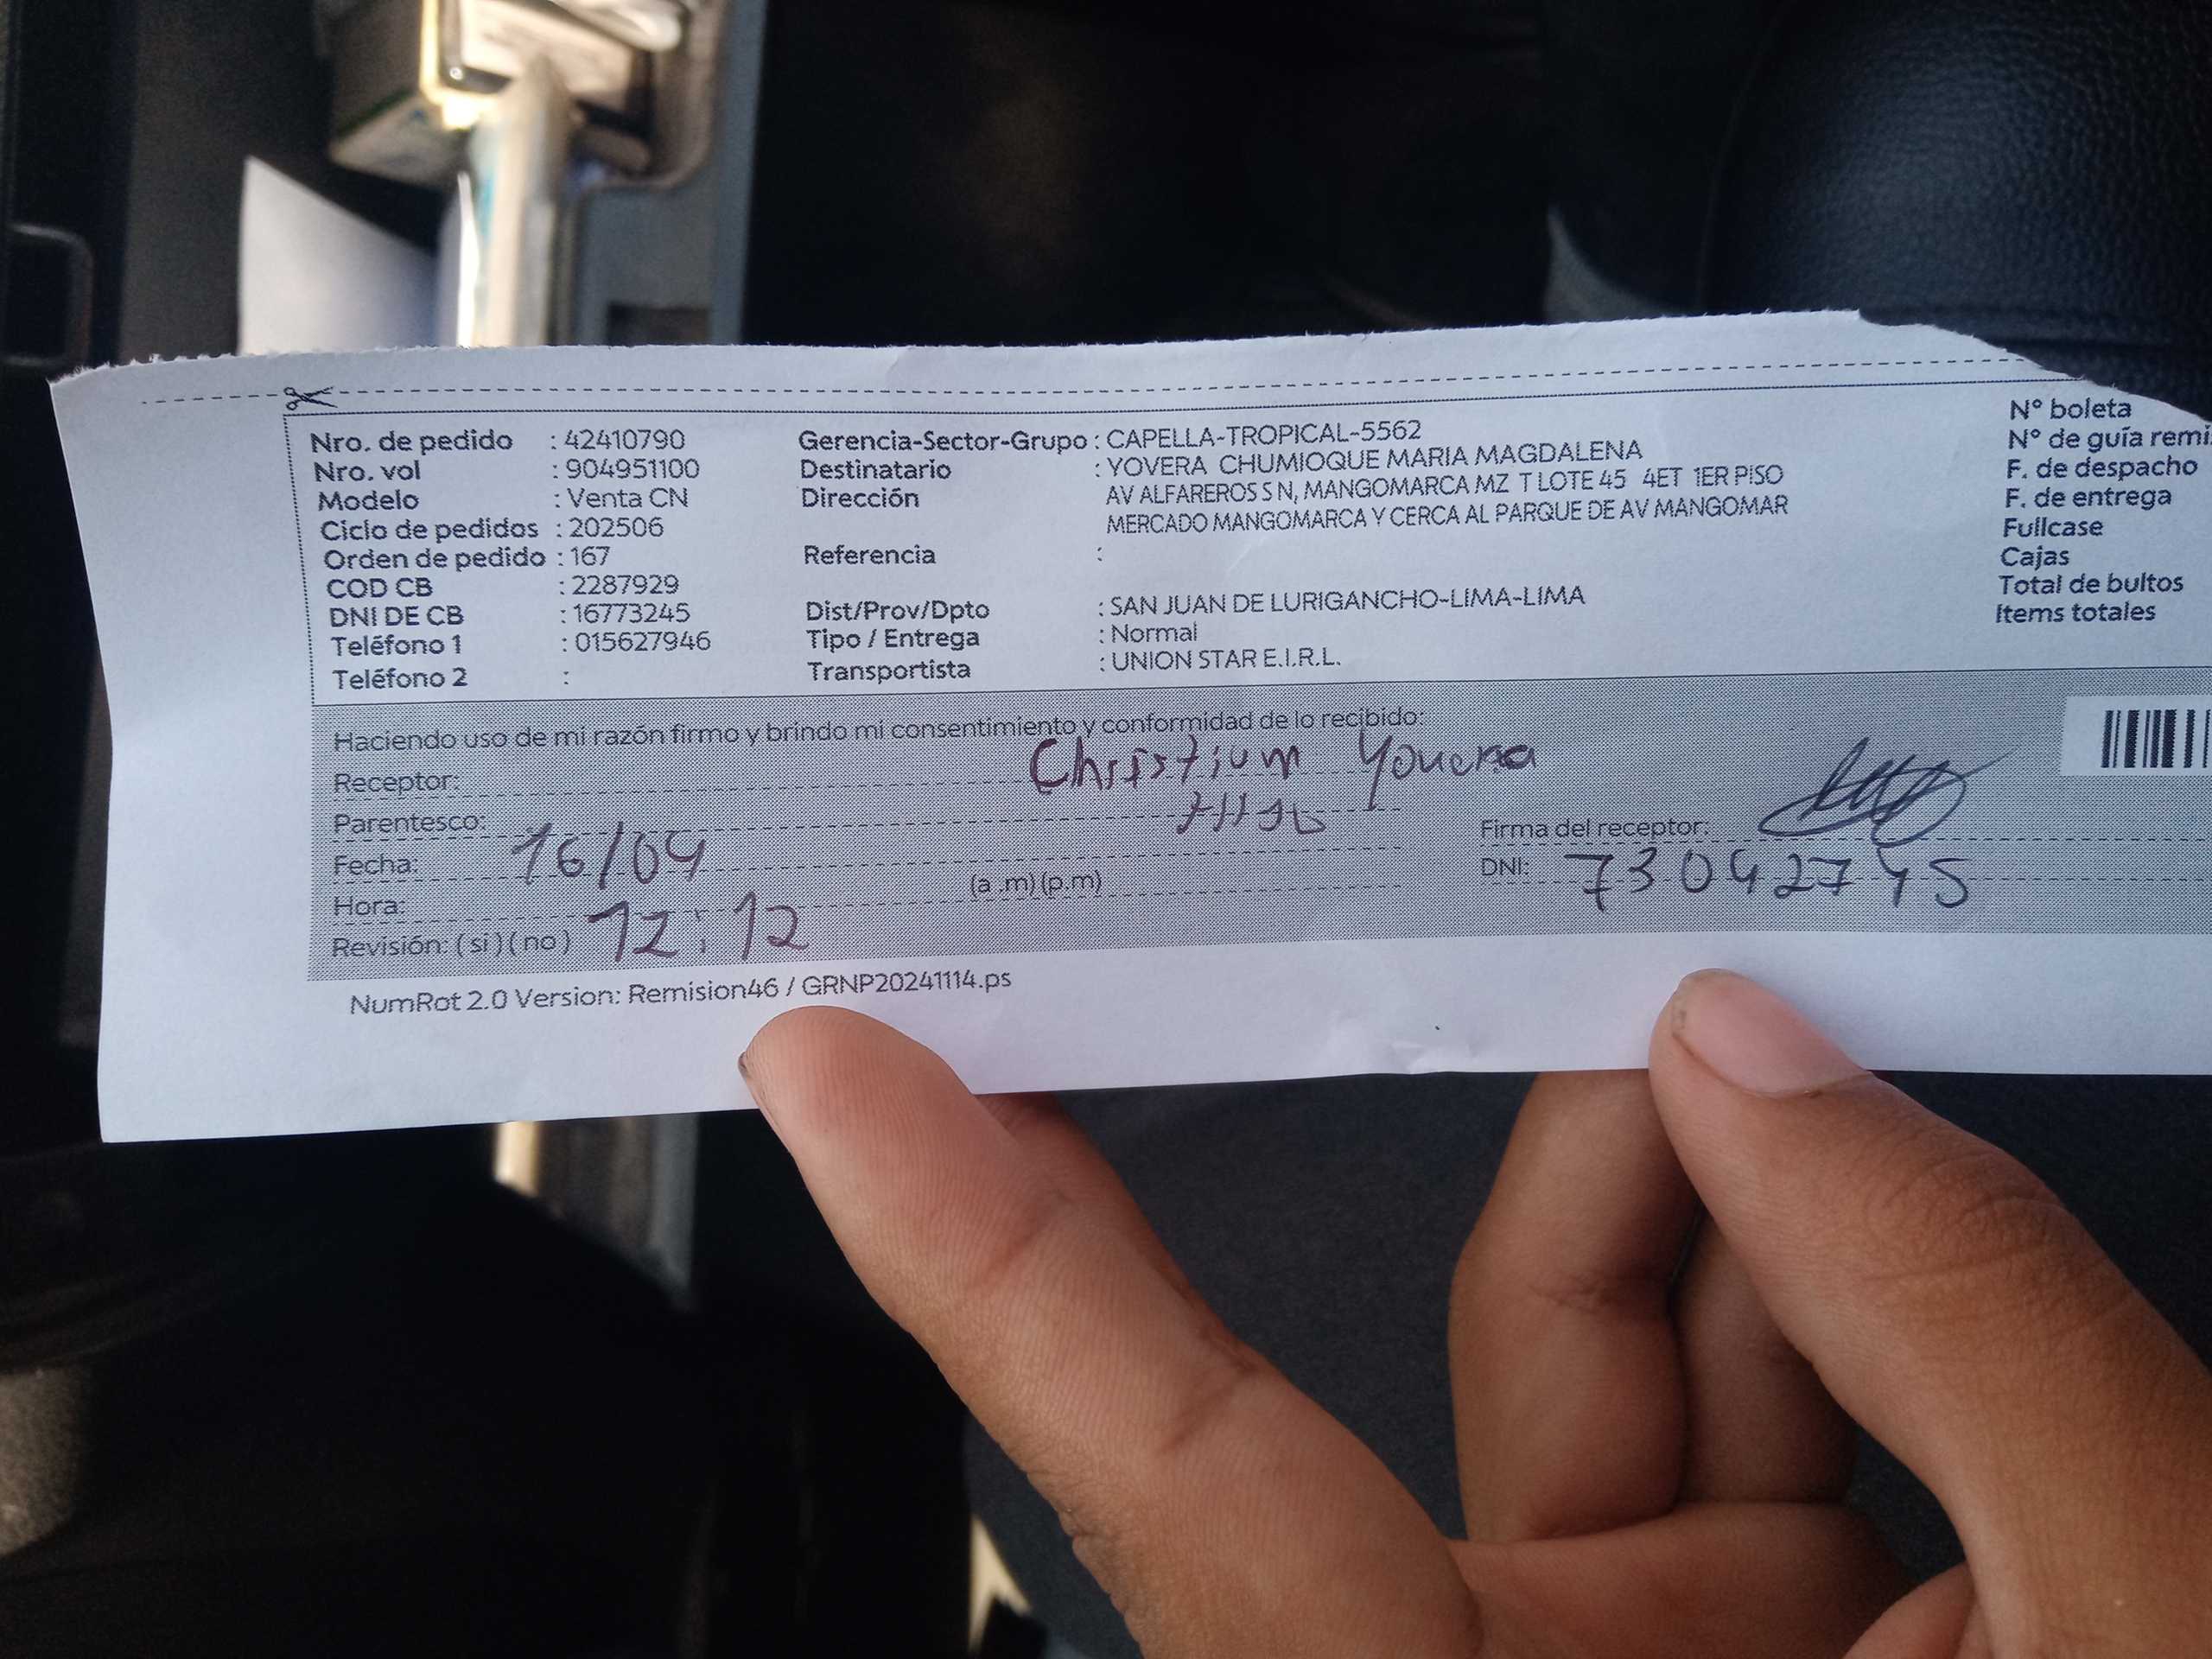 Nro. de pedido : 42410790 Gerencia-Sector-Grupo : CAPELLA-TROPICAL-5562 N° boleta
Nro. vol : 904951100 Destinatario : YOVERA CHUMIOQUE MARIA MAGDALENA N° de guía remi
Modelo : Venta CN Dirección AV ALFAREROS S N, MANGOMARCA MZ T LOTE 45 4ET 1ER PISO F. de despacho
Ciclo de pedidos : 202506 MERCADO MANGOMARCA Y CERCA AL PARQUE DE AV MANGOMAR F. de entrega
Orden de pedido : 167 Referencia : Fullcase
COD CB : 2287929 Cajas
DNI DE CB : 16773245 Dist/Prov/Dpto : SAN JUAN DE LURIGANCHO-LIMA-LIMA Total de bultos
Teléfono 1 : 015627946 Tipo / Entrega : Normal Items totales
Teléfono 2 : Transportista : UNION STAR E.I.R.L.
Haciendo uso de mi razón firmo y brindo mi consentimiento y conformidad de lo recibido:
Receptor: Christium Yovera
Parentesco: Firma del receptor:
Fecha: 16/04 DNI: 73042745
Hora: (a .m) (p.m)
Revisión: (si) (no) 12:12
NumRot 2.0 Version: Remision46 / GRNP20241114.ps